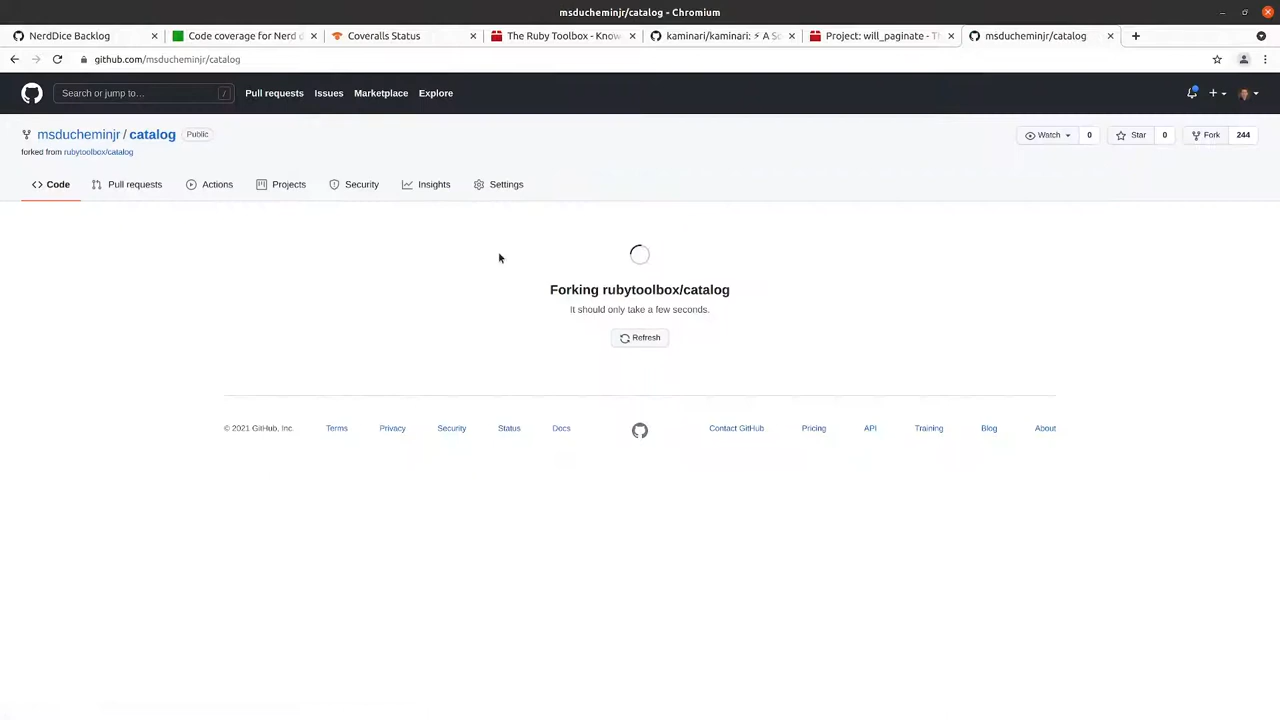 msducheminjr/catalog - Chromium
NerdDice Backlog
Code coverage for Nerd d
Coveralls Status
The Ruby Toolbox - Know
kaminari/kaminari: ⚡ A Sc
Project: will_paginate - Th
msducheminjr/catalog
github.com/msducheminjr/catalog
Search or jump to… /
Pull requests
Issues
Marketplace
Explore
msducheminjr / catalog Public
forked from rubytoolbox/catalog
Watch 0
Star 0
Fork 244
Code
Pull requests
Actions
Projects
Security
Insights
Settings
Forking rubytoolbox/catalog
It should only take a few seconds.
Refresh
© 2021 GitHub, Inc.
Terms
Privacy
Security
Status
Docs
Contact GitHub
Pricing
API
Training
Blog
About